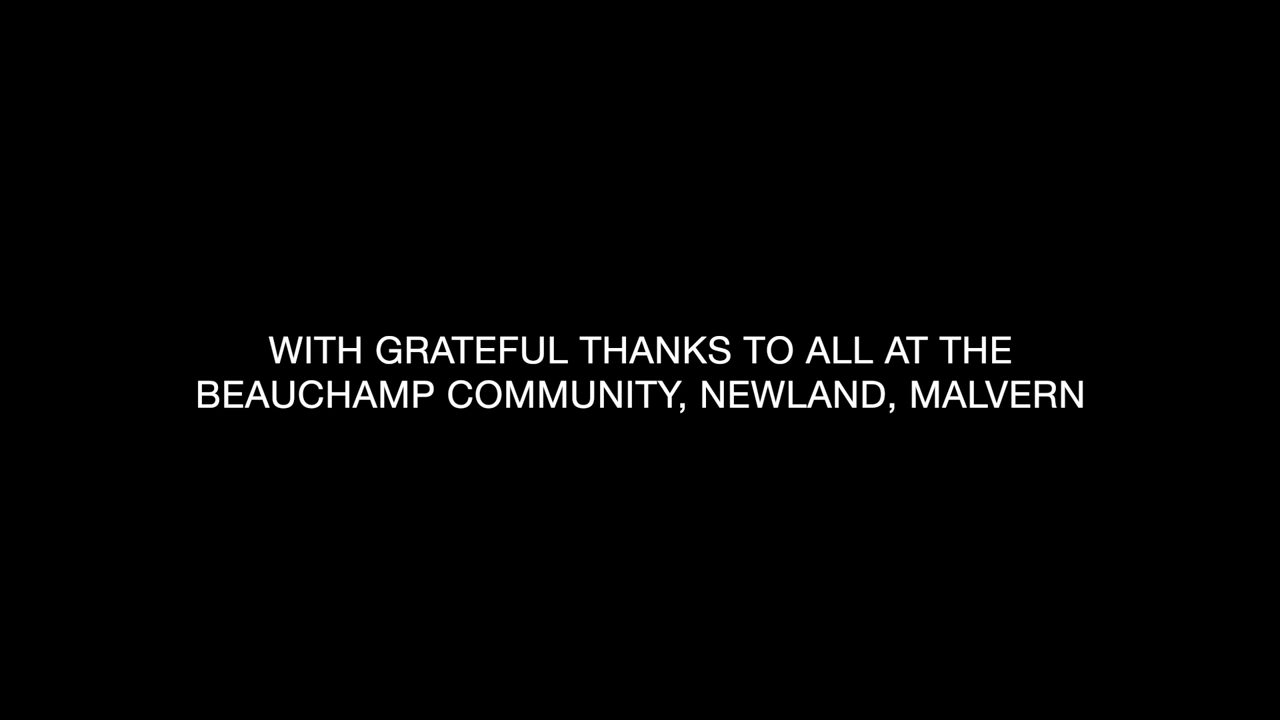 WITH GRATEFUL THANKS TO ALL AT THE
BEAUCHAMP COMMUNITY, NEWLAND, MALVERN